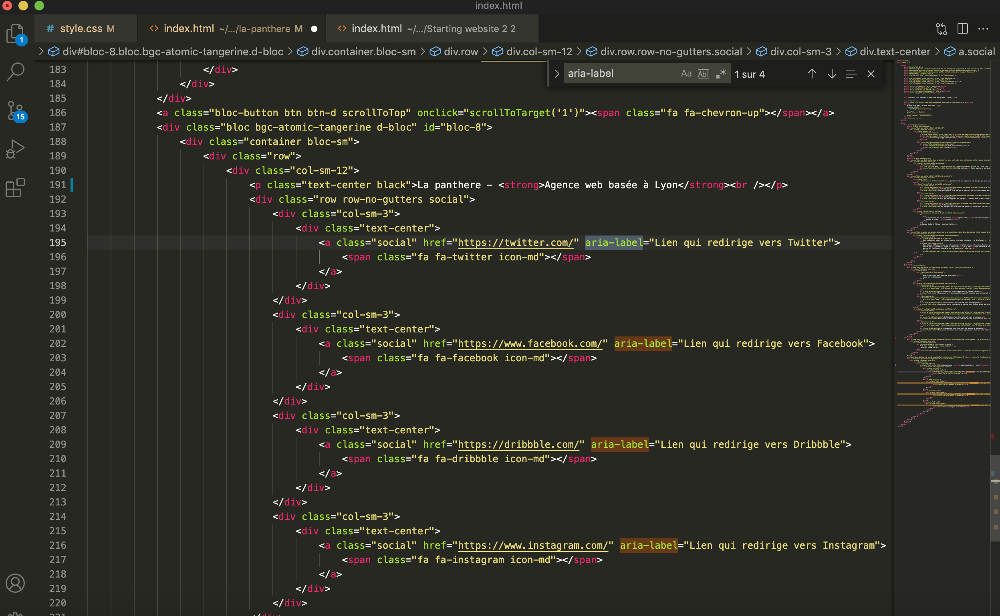 index.html
# style.css M
<> index.html ~/.../la-panthere M
<> index.html ~/.../Starting website 2 2
1
> div#bloc-8.bloc.bgc-atomic-tangerine.d-bloc > div.container.bloc-sm > div.row > div.col-sm-12 > div.row.row-no-gutters.social > div.col-sm-3 > div.text-center > a.social
aria-label Aa Abl .* 1 sur 4
15
183 </div>
184 </div>
185 </div>
186 <a class="bloc-button btn btn-d scrollToTop" onclick="scrollToTarget('1')"><span class="fa fa-chevron-up"></span></a>
187 <div class="bloc bgc-atomic-tangerine d-bloc" id="bloc-8">
188 <div class="container bloc-sm">
189 <div class="row">
190 <div class="col-sm-12">
191 <p class="text-center black">La panthere - <strong>Agence web basée à Lyon</strong><br /></p>
192 <div class="row row-no-gutters social">
193 <div class="col-sm-3">
194 <div class="text-center">
195 <a class="social" href="https://twitter.com/" aria-label="Lien qui redirige vers Twitter">
196 <span class="fa fa-twitter icon-md"></span>
197 </a>
198 </div>
199 </div>
200 <div class="col-sm-3">
201 <div class="text-center">
202 <a class="social" href="https://www.facebook.com/" aria-label="Lien qui redirige vers Facebook">
203 <span class="fa fa-facebook icon-md"></span>
204 </a>
205 </div>
206 </div>
207 <div class="col-sm-3">
208 <div class="text-center">
209 <a class="social" href="https://dribbble.com/" aria-label="Lien qui redirige vers Dribbble">
210 <span class="fa fa-dribbble icon-md"></span>
211 </a>
212 </div>
213 </div>
214 <div class="col-sm-3">
215 <div class="text-center">
216 <a class="social" href="https://www.instagram.com/" aria-label="Lien qui redirige vers Instagram">
217 <span class="fa fa-instagram icon-md"></span>
218 </a>
219 </div>
220 </div>